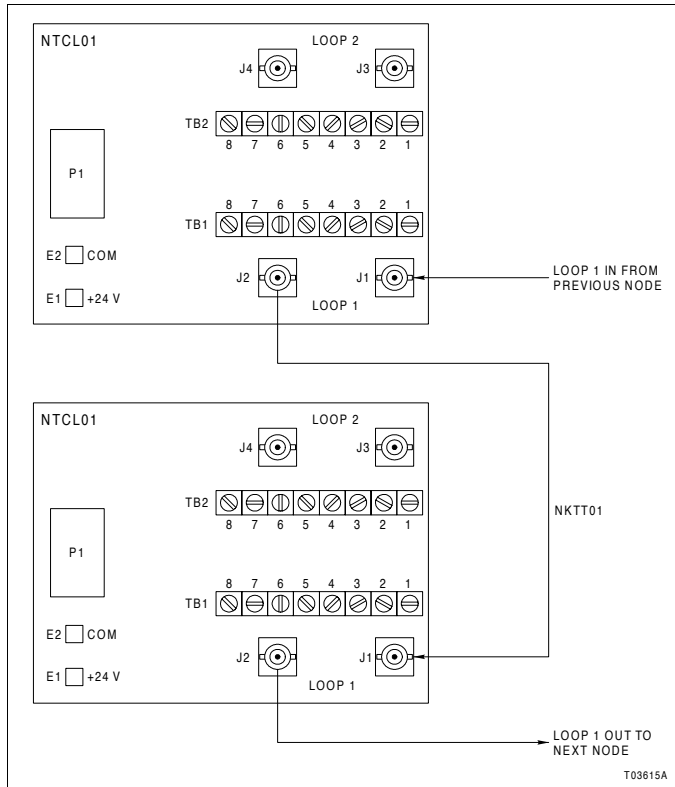 NTCL01
LOOP 2
J4
J3
TB2
8 7 6 5 4 3 2 1
P1
8 7 6 5 4 3 2 1
TB1
E2 COM
J2
J1
LOOP 1 IN FROM
PREVIOUS NODE
E1 +24 V
LOOP 1
NTCL01
LOOP 2
J4
J3
TB2
8 7 6 5 4 3 2 1
NKTT01
P1
8 7 6 5 4 3 2 1
TB1
E2 COM
J2
J1
E1 +24 V
LOOP 1
LOOP 1 OUT TO
NEXT NODE
T03615A